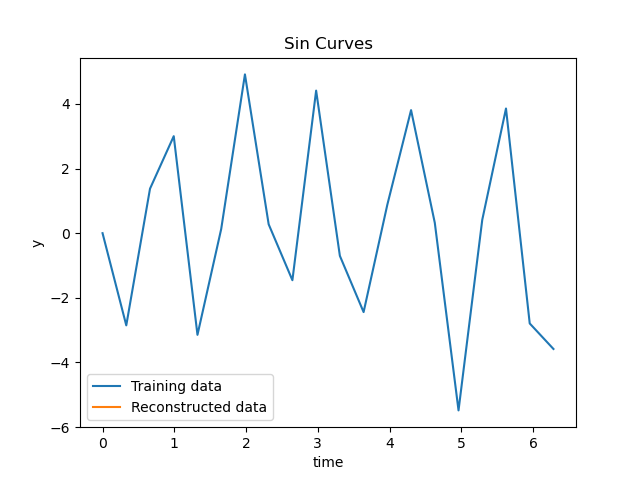 Sin Curves
y
4
2
0
−2
−4
−6
Training data
Reconstructed data
0 1 2 3 4 5 6
time